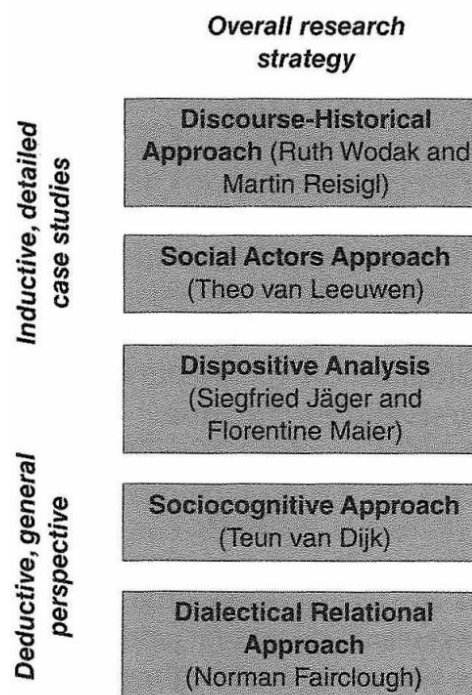 Overall research
strategy
Inductive, detailed
case studies
Discourse-Historical
Approach (Ruth Wodak and
Martin Reisigl)
Social Actors Approach
(Theo van Leeuwen)
Dispositive Analysis
(Siegfried Jäger and
Florentine Maier)
Deductive, general
perspective
Sociocognitive Approach
(Teun van Dijk)
Dialectical Relational
Approach
(Norman Fairclough)